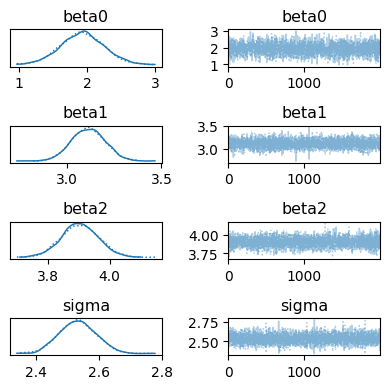 beta0 beta0
3
2
1
1 2 3 0 1000
beta1 beta1
3.5
3.0
3.0 3.5 0 1000
beta2 beta2
4.00
3.75
3.8 4.0 0 1000
sigma sigma
2.75
2.50
2.4 2.6 2.8 0 1000